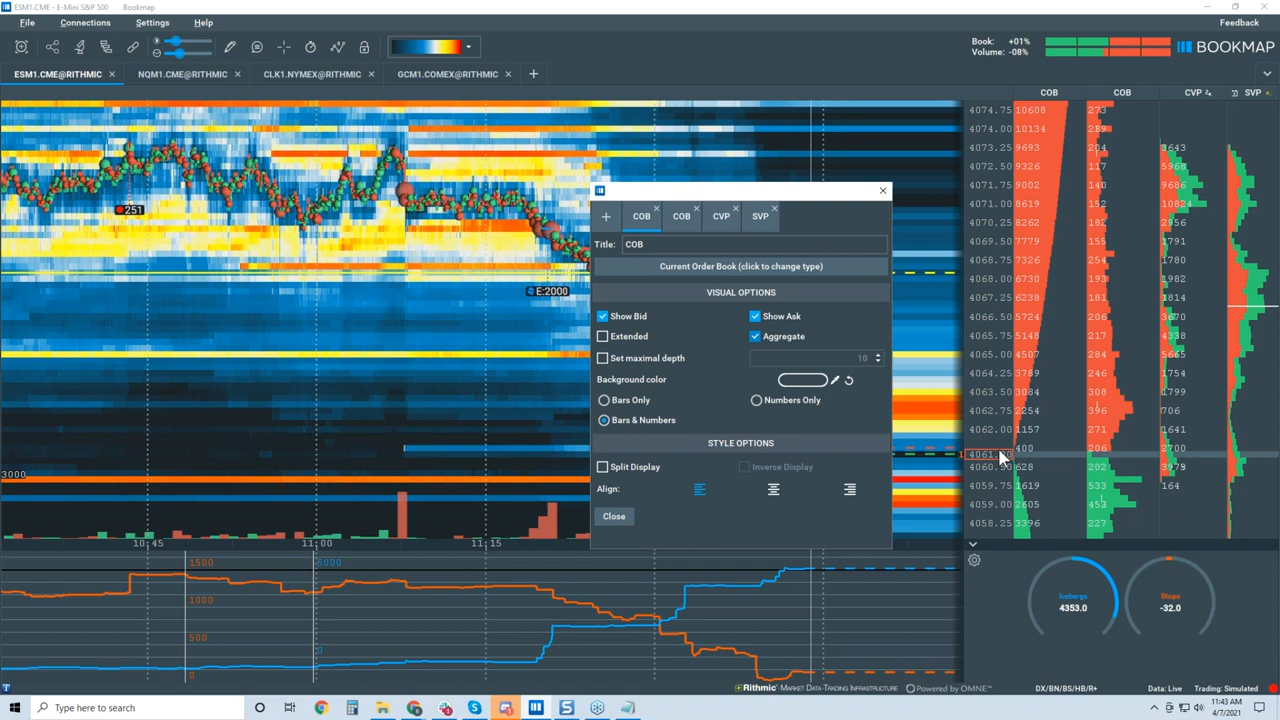 ESM1.CME - E-Mini S&P 500 Bookmap
File Connections Settings Help Feedback
Book: +01%
Volume: -08%
BOOKMAP
ESM1.CME@RITHMIC × NQM1.CME@RITHMIC × CLK1.NYMEX@RITHMIC × GCM1.COMEX@RITHMIC × +
COB COB CVP SVP
4074.75 10608 273
4074.00 10134 289
4073.25 9693 204 3643
4072.50 9326 117 5968
4071.75 9002 140 9686
4071.00 8619 152 10824
4070.25 8262 182 2956
4069.50 7779 155 1791
4068.75 7326 254 1780
4068.00 6730 193 1982
4067.25 6238 181 1814
4066.50 5724 206 3670
4065.75 5148 217 4338
4065.00 4507 284 5665
4064.25 3789 246 1754
4063.50 3084 308 1799
4062.75 2254 396 706
4062.00 1157 271 1641
400 206 2700
4061.
4060.50 628 202 3979
4059.75 1619 533 164
4059.00 2605 453
4058.25 3396 227
251
E:2000
3000
10:45 11:00 11:15
1500 5000
1000
500
0
0
+ COB COB CVP SVP
Title: COB
Current Order Book (click to change type)
VISUAL OPTIONS
Show Bid Show Ask
Extended Aggregate
Set maximal depth 10
Background color
Bars Only Numbers Only
Bars & Numbers
STYLE OPTIONS
Split Display Inverse Display
Align:
Close
Icebergs
4353.0
Stops
-32.0
Rithmic MARKET DATA•TRADING INFRASTRUCTURE Powered by OMNE™ DX/BN/BS/HB/R+ Data: Live Trading: Simulated
Type here to search
11:43 AM
4/7/2021